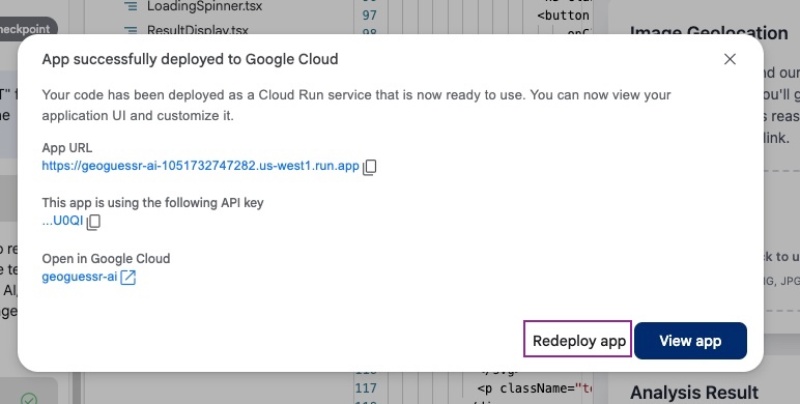 LoadingSpinner.tsx
97
<button
ResultDisplay.tsx
Image Geolocation
App successfully deployed to Google Cloud
Your code has been deployed as a Cloud Run service that is now ready to use. You can now view your
application UI and customize it.
App URL
https://geoguessr-ai-1051732747282.us-west1.run.app
link.
This app is using the following API key
...U0QI
Open in Google Cloud
geoguessr-ai
AI,
Redeploy app
View app
117
<p className="te
Analysis Result